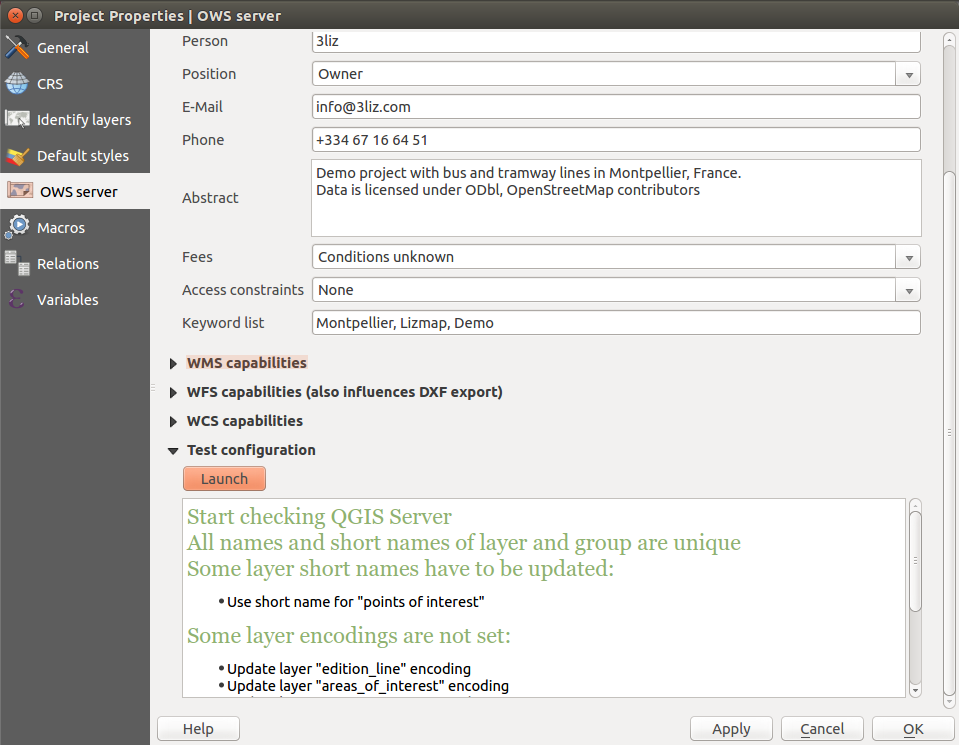 Project Properties | OWS server
General
CRS
Identify layers
Default styles
OWS server
Macros
Relations
Variables
Person 3liz
Position Owner
E-Mail info@3liz.com
Phone +334 67 16 64 51
Abstract
Demo project with bus and tramway lines in Montpellier, France.
Data is licensed under ODbl, OpenStreetMap contributors
Fees Conditions unknown
Access constraints None
Keyword list Montpellier, Lizmap, Demo
WMS capabilities
WFS capabilities (also influences DXF export)
WCS capabilities
Test configuration
Launch
Start checking QGIS Server
All names and short names of layer and group are unique
Some layer short names have to be updated:
•Use short name for "points of interest"
Some layer encodings are not set:
•Update layer "edition_line" encoding
•Update layer "areas_of_interest" encoding
Help Apply Cancel OK